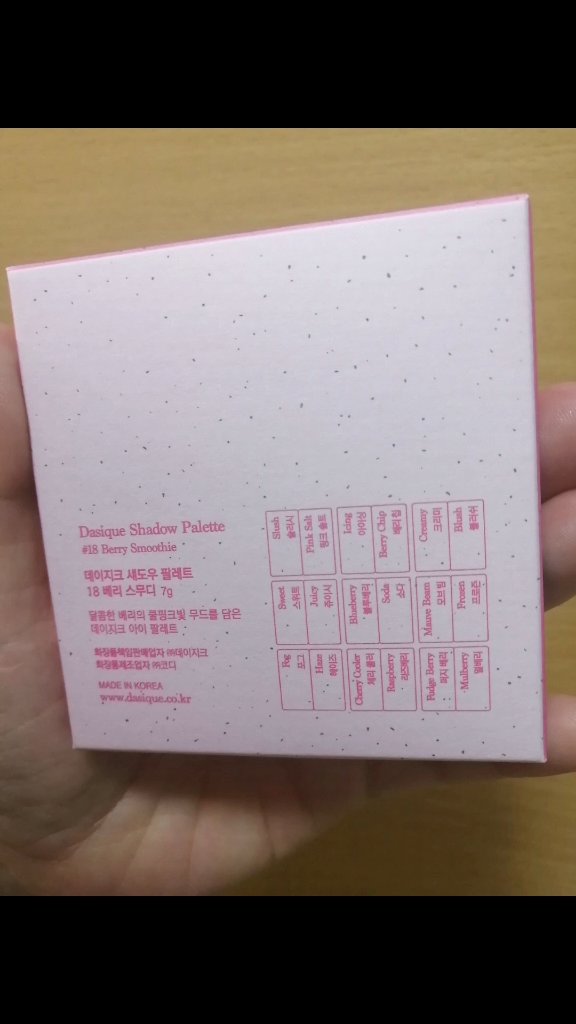 Dasique Shadow Palette
#18 Berry Smoothie
데이지크 섀도우 팔레트
18 베리 스무디 7g
달콤한 베리의 쿨핑크빛 무드를 담은
데이지크 아이 팔레트
화장품책임판매업자 ㈜데이지크
화장품제조업자 ㈜코디
MADE IN KOREA
www.dasique.co.kr
Fog
포그
Haze
헤이즈
Sweet
스위트
Juicy
쥬이시
Slush
슬러시
Pink Salt
핑크 솔트
Cherry Cooler
체리 쿨러
Raspberry
라즈베리
Blueberry
블루베리
Soda
소다
Icing
아이싱
Berry Chip
베리 칩
Fudge Berry
퍼지 베리
Mulberry
멀베리
Mauve Beam
모브 빔
Frozen
프로즌
Creamy
크리미
Blush
블러쉬